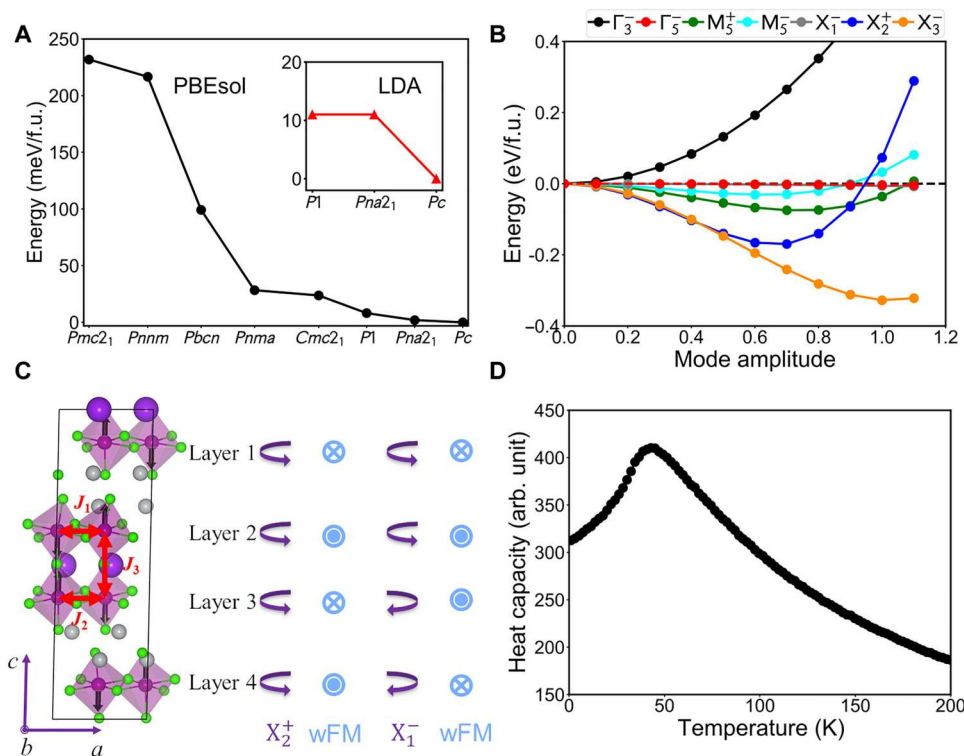 A
B
Γ₃⁻ Γ₅⁻ M₅⁺ M₅⁻ X₁⁻ X₂⁺ X₃⁻
250
200
150
100
50
0
Energy (meV/f.u.)
PBEsol
20
10
0
LDA
P1 Pna2₁ Pc
Pmc2₁ Pnnm Pbcn Pnma Cmc2₁ P1 Pna2₁ Pc
0.4
0.2
0.0
−0.2
−0.4
Energy (eV/f.u.)
0.0 0.2 0.4 0.6 0.8 1.0 1.2
Mode amplitude
C
J₁
J₃
J₂
c
b a
Layer 1
Layer 2
Layer 3
Layer 4
X₂⁺ wFM X₁⁻ wFM
D
450
400
350
300
250
200
150
Heat capacity (arb. unit)
0 50 100 150 200
Temperature (K)